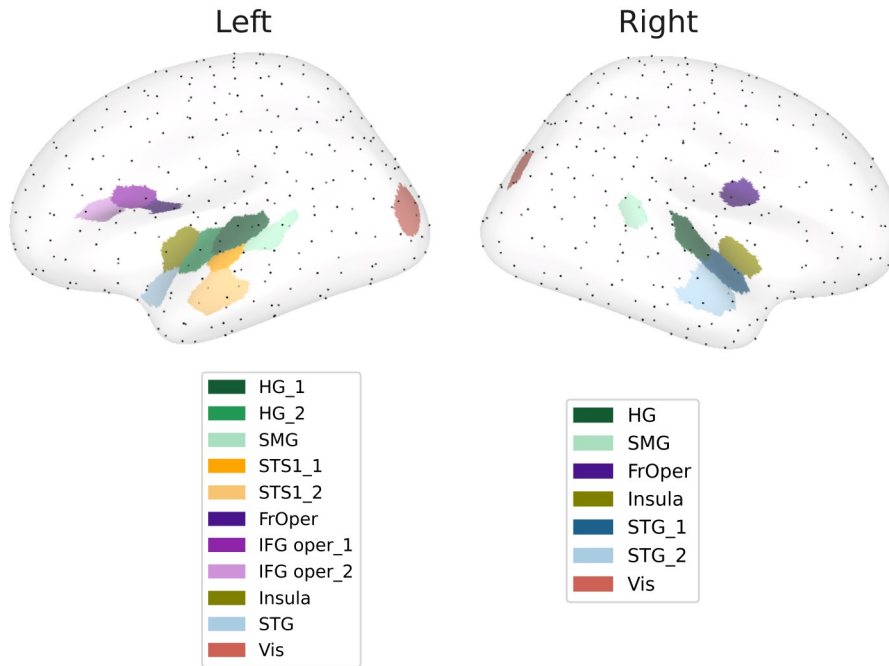 Left
Right
HG_1
HG_2
SMG
STS1_1
STS1_2
FrOper
IFG oper_1
IFG oper_2
Insula
STG
Vis
HG
SMG
FrOper
Insula
STG_1
STG_2
Vis